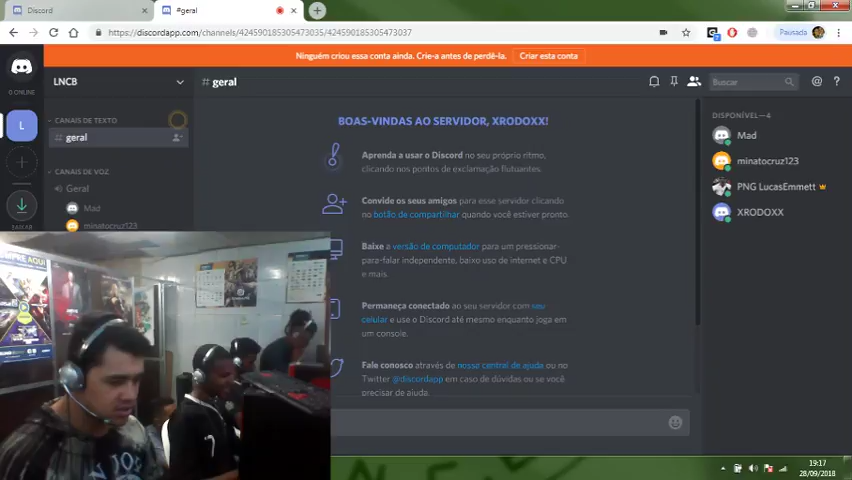 Discord
#geral
Pausada
https://discordapp.com/channels/424590185305473035/424590185305473037
Ninguém criou essa conta ainda. Crie-a antes de perdê-la.
Criar esta conta
0 ONLINE
LNCB
# geral
Buscar
CANAIS DE TEXTO
# geral
CANAIS DE VOZ
Geral
Mad
minatocruz123
L
BAIXAR
BOAS-VINDAS AO SERVIDOR, XRODOXX!
Aprenda a usar o Discord no seu próprio ritmo,
clicando nos pontos de exclamação flutuantes.
Convide os seus amigos para esse servidor clicando
no botão de compartilhar quando você estiver pronto.
Baixe a versão de computador para um pressionar-
para-falar independente, baixo uso de internet e CPU
e mais.
Permaneça conectado ao seu servidor com seu
celular e use o Discord até mesmo enquanto joga em
um console.
Fale conosco através de nossa central de ajuda ou no
Twitter @discordapp em caso de dúvidas ou se você
precisar de ajuda.
DISPONÍVEL—4
Mad
minatocruz123
PNG LucasEmmett
XRODOXX
SEMPRE AQUI
19:17
28/09/2018